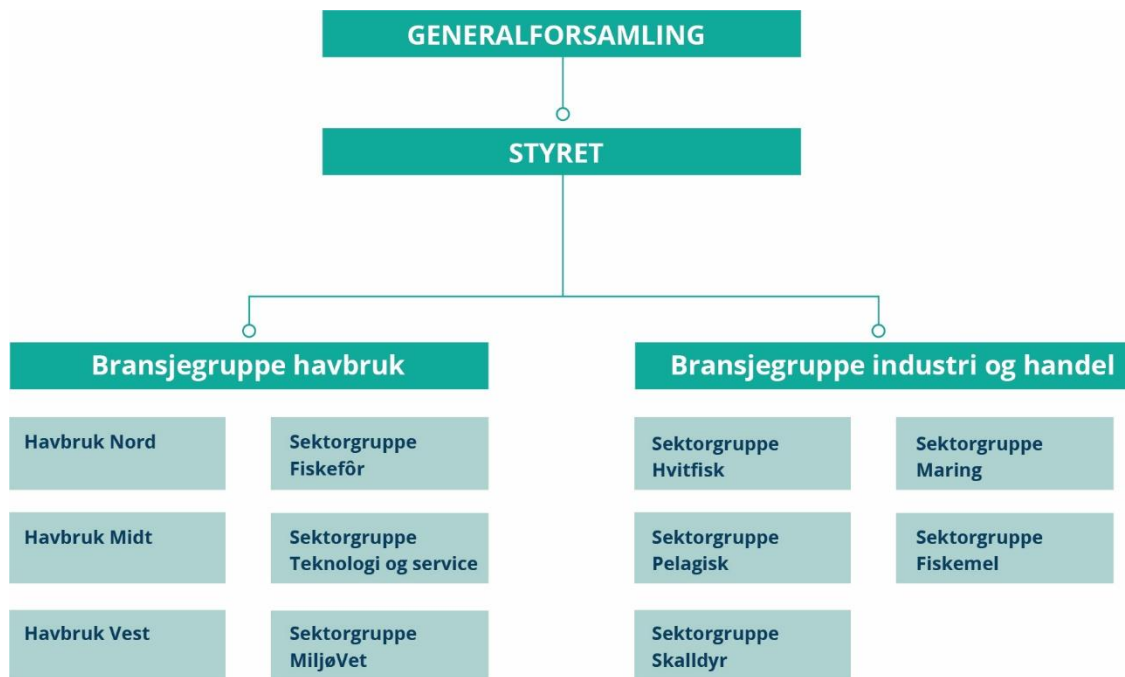 GENERALFORSAMLING
STYRET
Bransjegruppe havbruk
Havbruk Nord
Sektorgruppe
Fiskefôr
Havbruk Midt
Sektorgruppe
Teknologi og service
Havbruk Vest
Sektorgruppe
MiljøVet
Bransjegruppe industri og handel
Sektorgruppe
Hvitfisk
Sektorgruppe
Maring
Sektorgruppe
Pelagisk
Sektorgruppe
Fiskemel
Sektorgruppe
Skalldyr